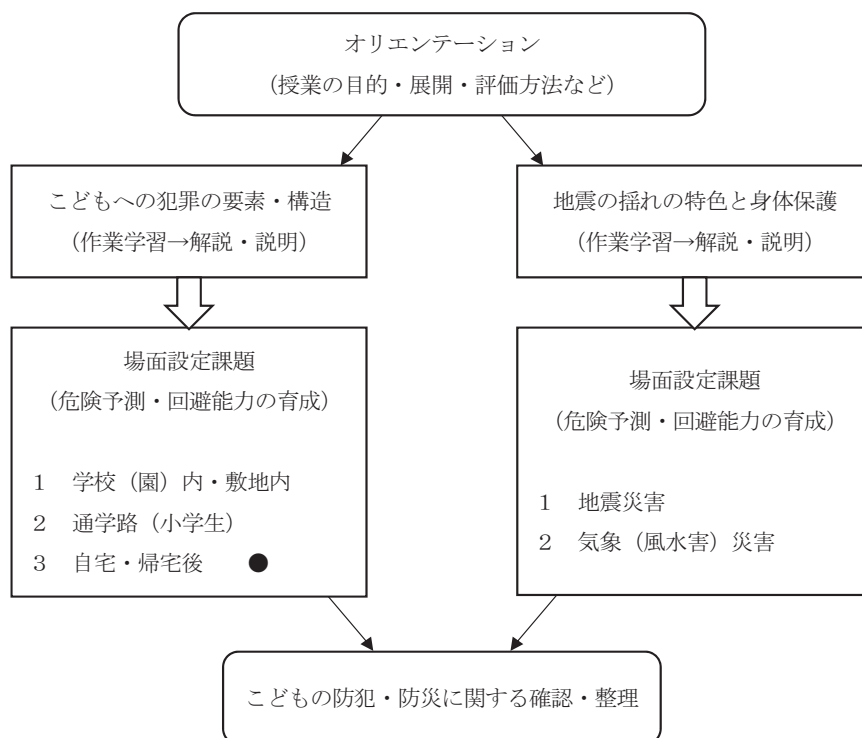 オリエンテーション
（授業の目的・展開・評価方法など）
こどもへの犯罪の要素・構造
（作業学習→解説・説明）
地震の揺れの特色と身体保護
（作業学習→解説・説明）
場面設定課題
（危険予測・回避能力の育成）
１　学校（園）内・敷地内
２　通学路（小学生）
３　自宅・帰宅後　●
場面設定課題
（危険予測・回避能力の育成）
１　地震災害
２　気象（風水害）災害
こどもの防犯・防災に関する確認・整理